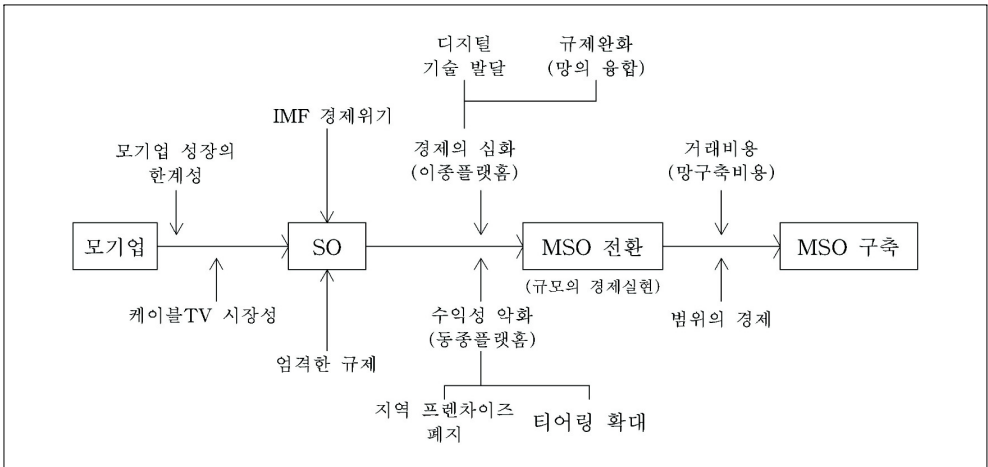 디지털
기술 발달
규제완화
(망의 융합)
IMF 경제위기
모기업 성장의
한계성
경제의 심화
(이종플랫홈)
거래비용
(망구축비용)
모기업
SO
MSO 전환
MSO 구축
(규모의 경제실현)
케이블TV 시장성
수익성 악화
(동종플랫홈)
범위의 경제
엄격한 규제
지역 프렌차이즈
폐지
티어링 확대